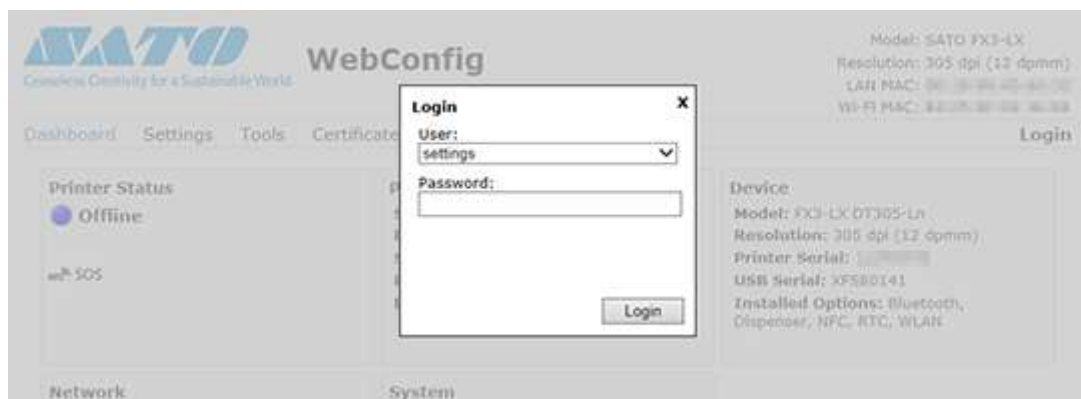 SATO
Ceaseless Creativity for a Sustainable World
WebConfig
Model: SATO FX3-LX
Resolution: 305 dpi (12 dpmm)
LAN MAC:
Wi-Fi MAC:
Dashboard Settings Tools Certificate
Login
Login x
User:
settings
Password:
Login
Printer Status
Offline
SOS
Device
Model: FX3-LX DT305-Ln
Resolution: 305 dpi (12 dpmm)
Printer Serial:
USB Serial: XF580141
Installed Options: Bluetooth,
Dispenser, NFC, RTC, WLAN
Network
System